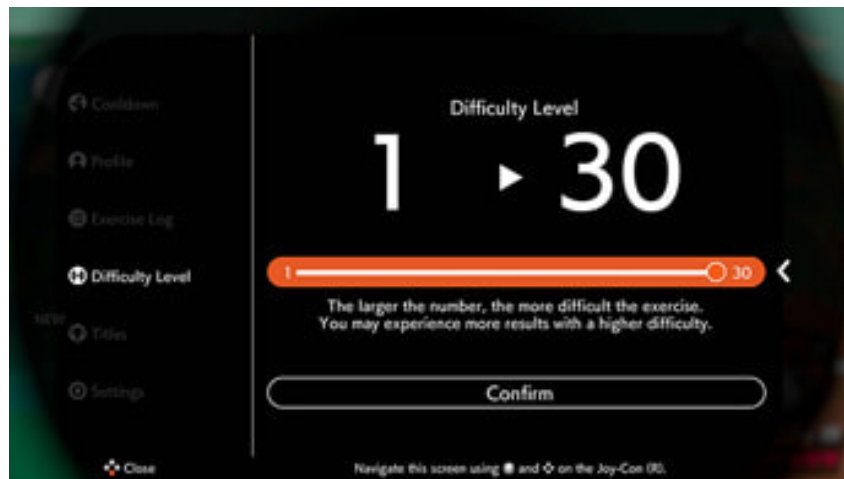 Cooldown
Profile
Exercise Log
Difficulty Level
NEW
Titles
Settings
Close
Difficulty Level
1 30
1 30
The larger the number, the more difficult the exercise.
You may experience more results with a higher difficulty.
Confirm
Navigate this screen using and on the Joy-Con (R).